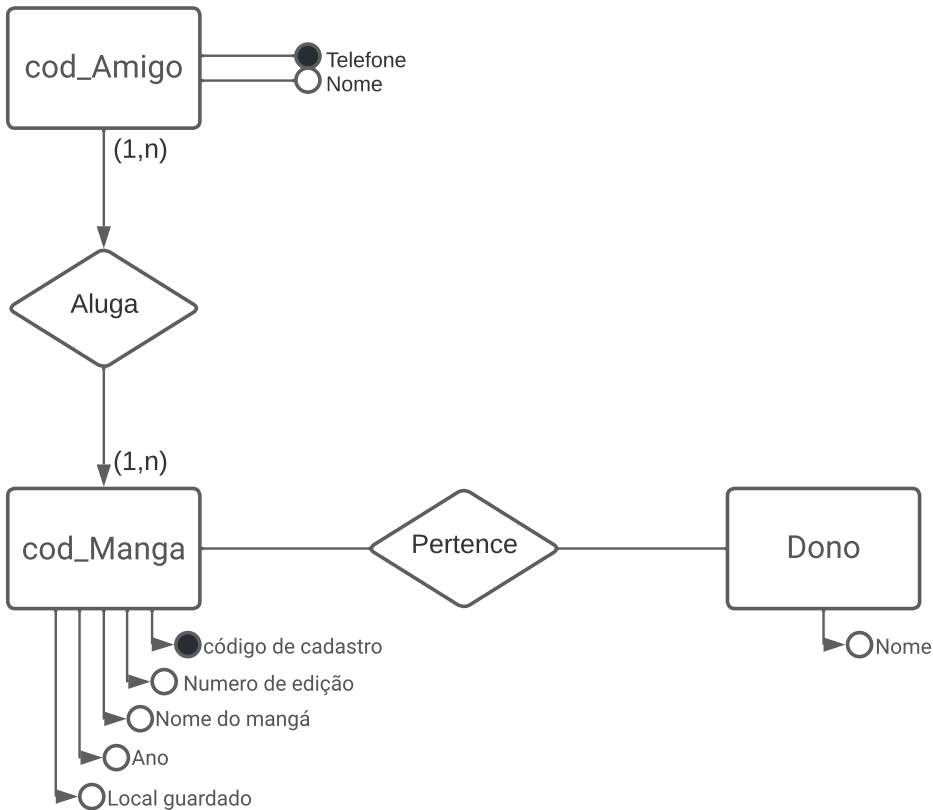 cod_Amigo
Telefone
Nome
(1,n)
Aluga
(1,n)
cod_Manga
Pertence
Dono
código de cadastro
Nome
Numero de edição
Nome do mangá
Ano
Local guardado